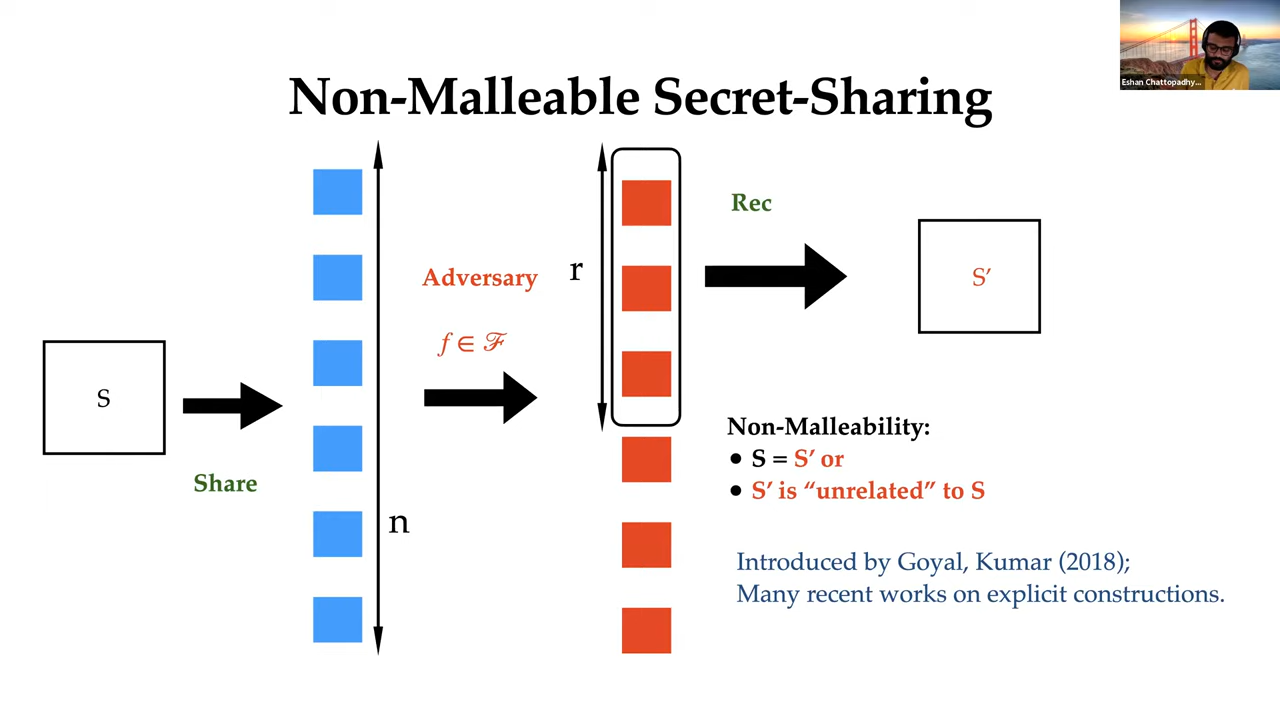 Eshan Chattopadhy...
Non-Malleable Secret-Sharing
S
Share
n
Adversary
f ∈ ℱ
r
Rec
S′
Non-Malleability:
• S = S′ or
• S′ is “unrelated” to S
Introduced by Goyal, Kumar (2018);
Many recent works on explicit constructions.